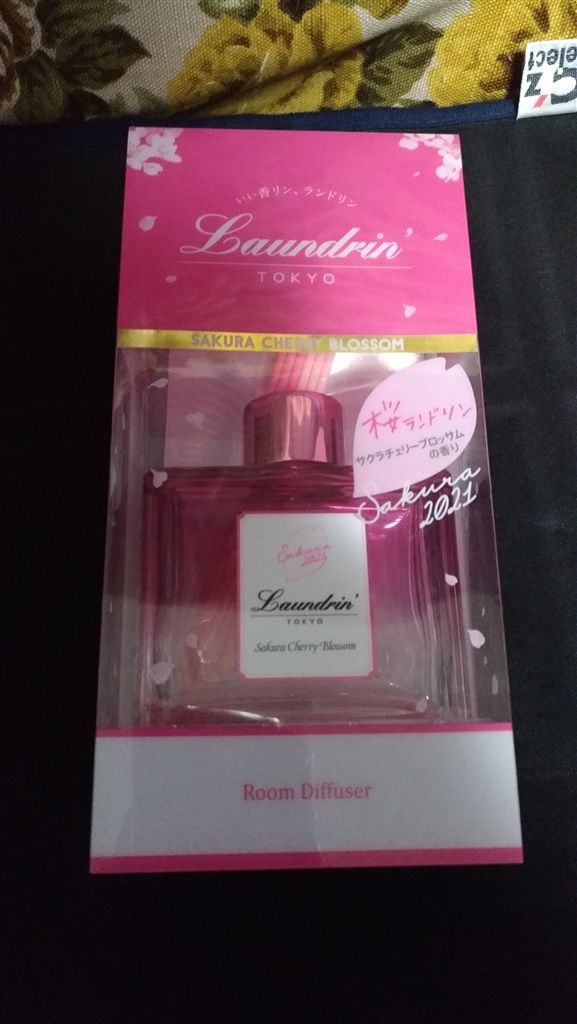 C'z
elect
いい香リン、ランドリン
Laundrin'
TOKYO
SAKURA CHERRY BLOSSOM
桜ランドリン
サクラチェリーブロッサム
の香り
Sakura
2021
Sakura
2021
Laundrin'
TOKYO
Sakura Cherry Blossom
Room Diffuser